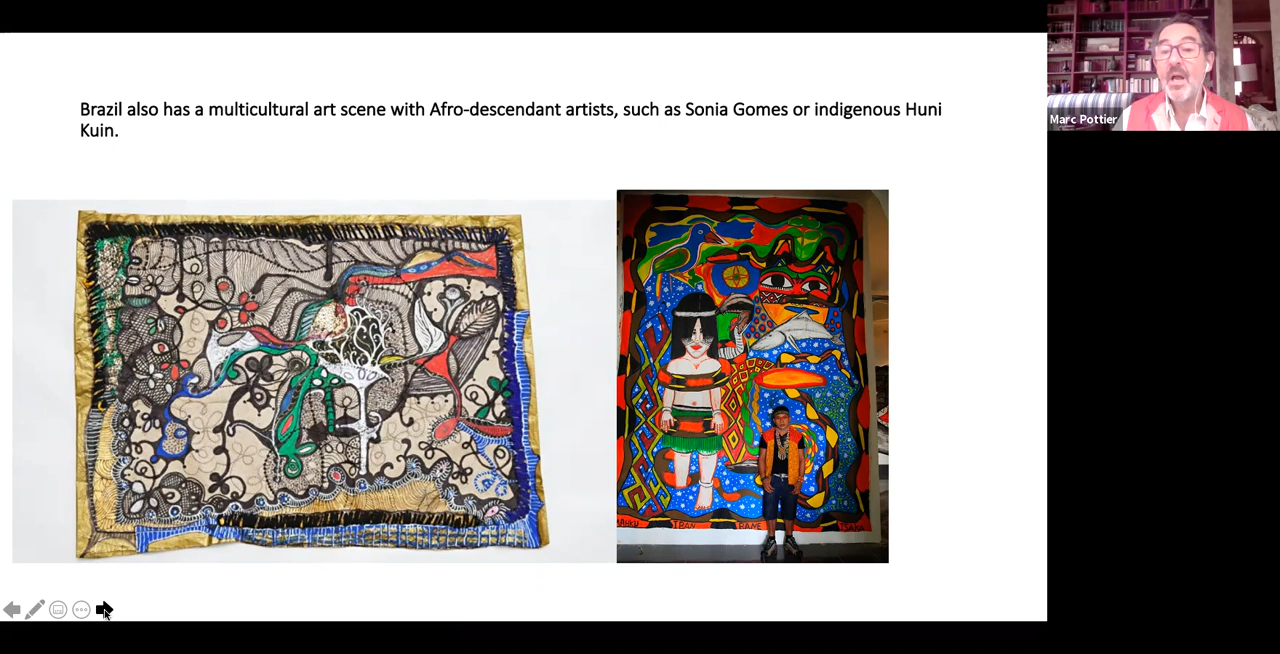 Brazil also has a multicultural art scene with Afro-descendant artists, such as Sonia Gomes or indigenous Huni
Kuin.
Marc Pottier
IBAN